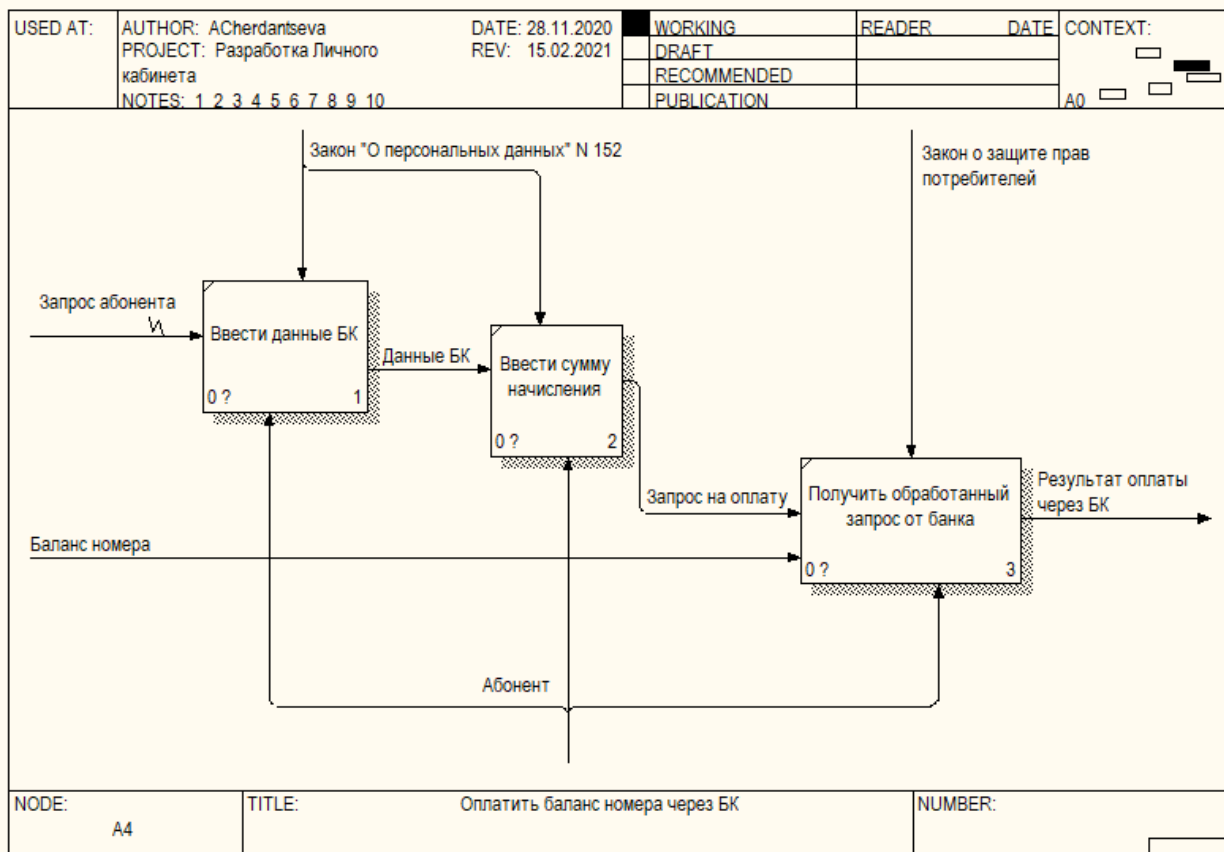 USED AT:
AUTHOR: ACherdantseva
DATE: 28.11.2020
PROJECT: Разработка Личного
кабинета
REV: 15.02.2021
NOTES: 1 2 3 4 5 6 7 8 9 10
WORKING
DRAFT
RECOMMENDED
PUBLICATION
READER
DATE
CONTEXT:
A0
Закон "О персональных данных" N 152
Закон о защите прав
потребителей
Запрос абонента
Ввести данные БК
0 ?
1
Данные БК
Ввести сумму
начисления
0 ?
2
Запрос на оплату
Получить обработанный
запрос от банка
0 ?
3
Результат оплаты
через БК
Баланс номера
Абонент
NODE:
A4
TITLE:
Оплатить баланс номера через БК
NUMBER: